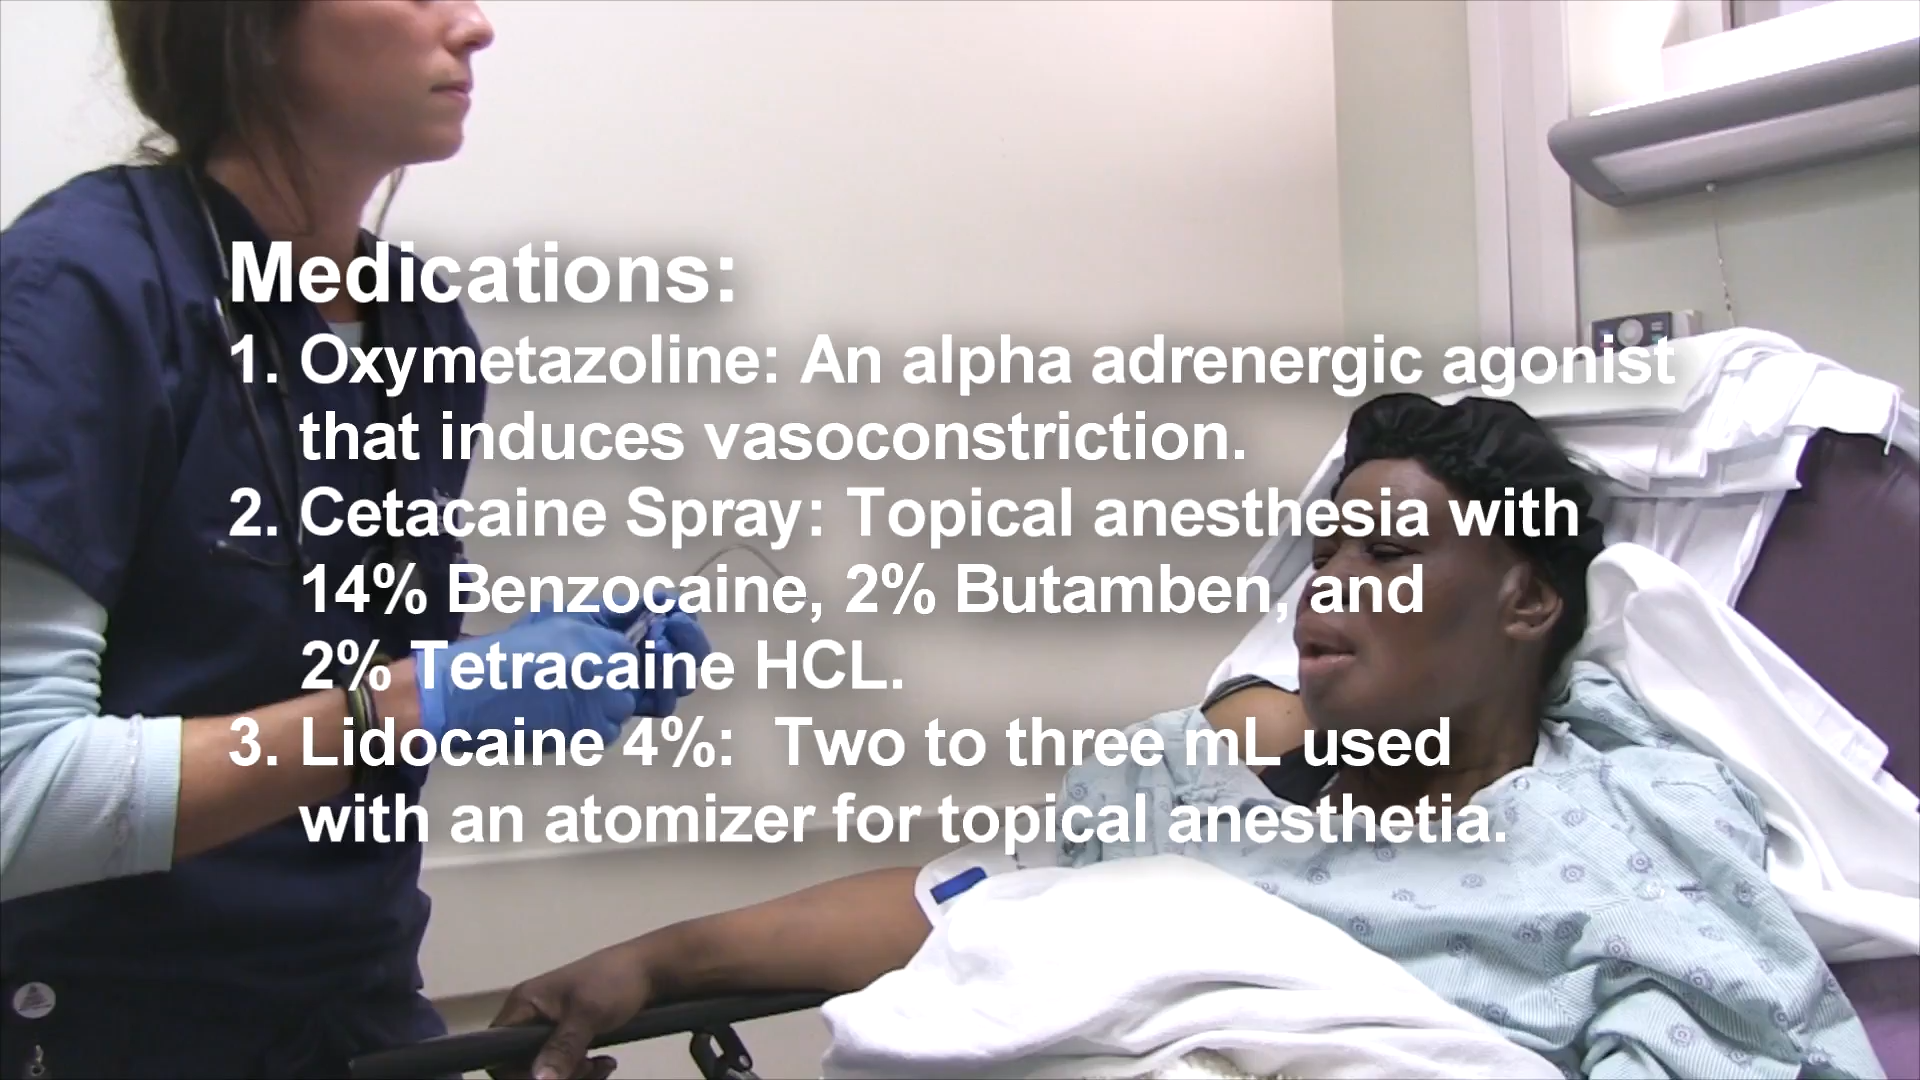 Medications:
1. Oxymetazoline: An alpha adrenergic agonist
that induces vasoconstriction.
2. Cetacaine Spray: Topical anesthesia with
14% Benzocaine, 2% Butamben, and
2% Tetracaine HCL.
3. Lidocaine 4%: Two to three mL used
with an atomizer for topical anesthetia.